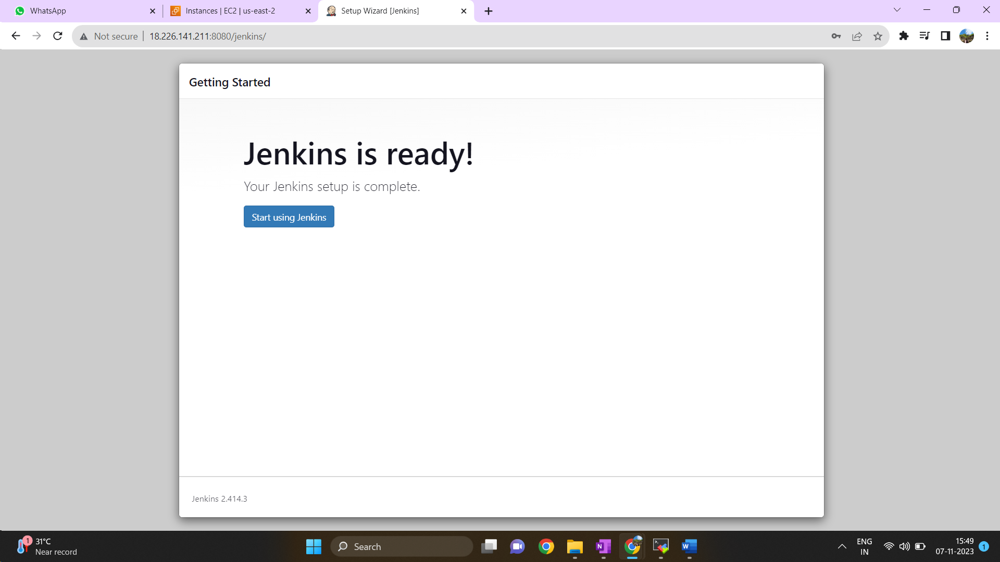 WhatsApp
Instances | EC2 | us-east-2
Setup Wizard [Jenkins]
Not secure
18.226.141.211:8080/jenkins/
Getting Started
Jenkins is ready!
Your Jenkins setup is complete.
Start using Jenkins
Jenkins 2.414.3
1
31°C
Near record
Search
N
W
ENG
IN
15:49
07-11-2023
1